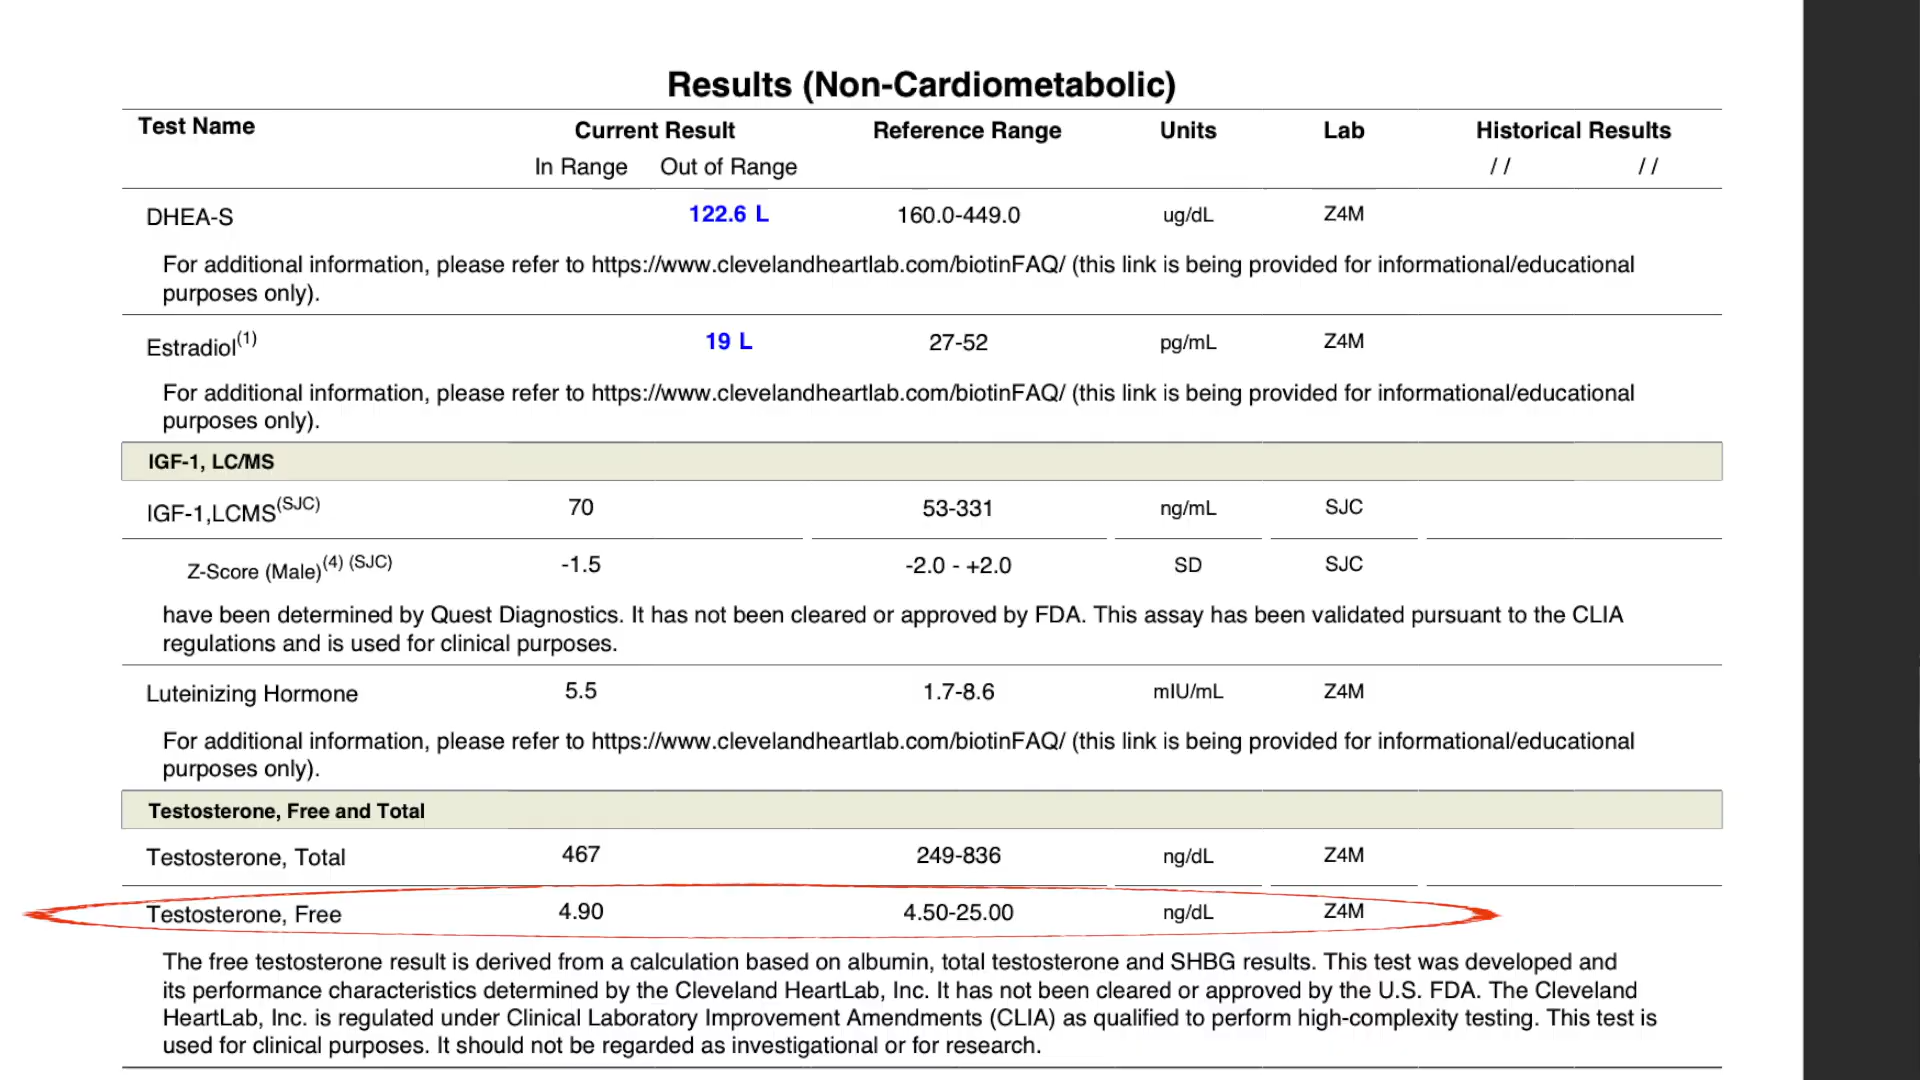 Results (Non-Cardiometabolic)
Test Name Current Result Reference Range Units Lab Historical Results
In Range Out of Range / / / /
DHEA-S 122.6 L 160.0-449.0 ug/dL Z4M
For additional information, please refer to https://www.clevelandheartlab.com/biotinFAQ/ (this link is being provided for informational/educational
purposes only).
Estradiol(1) 19 L 27-52 pg/mL Z4M
For additional information, please refer to https://www.clevelandheartlab.com/biotinFAQ/ (this link is being provided for informational/educational
purposes only).
IGF-1, LC/MS
IGF-1,LCMS(SJC) 70 53-331 ng/mL SJC
Z-Score (Male)(4) (SJC) -1.5 -2.0 - +2.0 SD SJC
have been determined by Quest Diagnostics. It has not been cleared or approved by FDA. This assay has been validated pursuant to the CLIA
regulations and is used for clinical purposes.
Luteinizing Hormone 5.5 1.7-8.6 mIU/mL Z4M
For additional information, please refer to https://www.clevelandheartlab.com/biotinFAQ/ (this link is being provided for informational/educational
purposes only).
Testosterone, Free and Total
Testosterone, Total 467 249-836 ng/dL Z4M
Testosterone, Free 4.90 4.50-25.00 ng/dL Z4M
The free testosterone result is derived from a calculation based on albumin, total testosterone and SHBG results. This test was developed and
its performance characteristics determined by the Cleveland HeartLab, Inc. It has not been cleared or approved by the U.S. FDA. The Cleveland
HeartLab, Inc. is regulated under Clinical Laboratory Improvement Amendments (CLIA) as qualified to perform high-complexity testing. This test is
used for clinical purposes. It should not be regarded as investigational or for research.